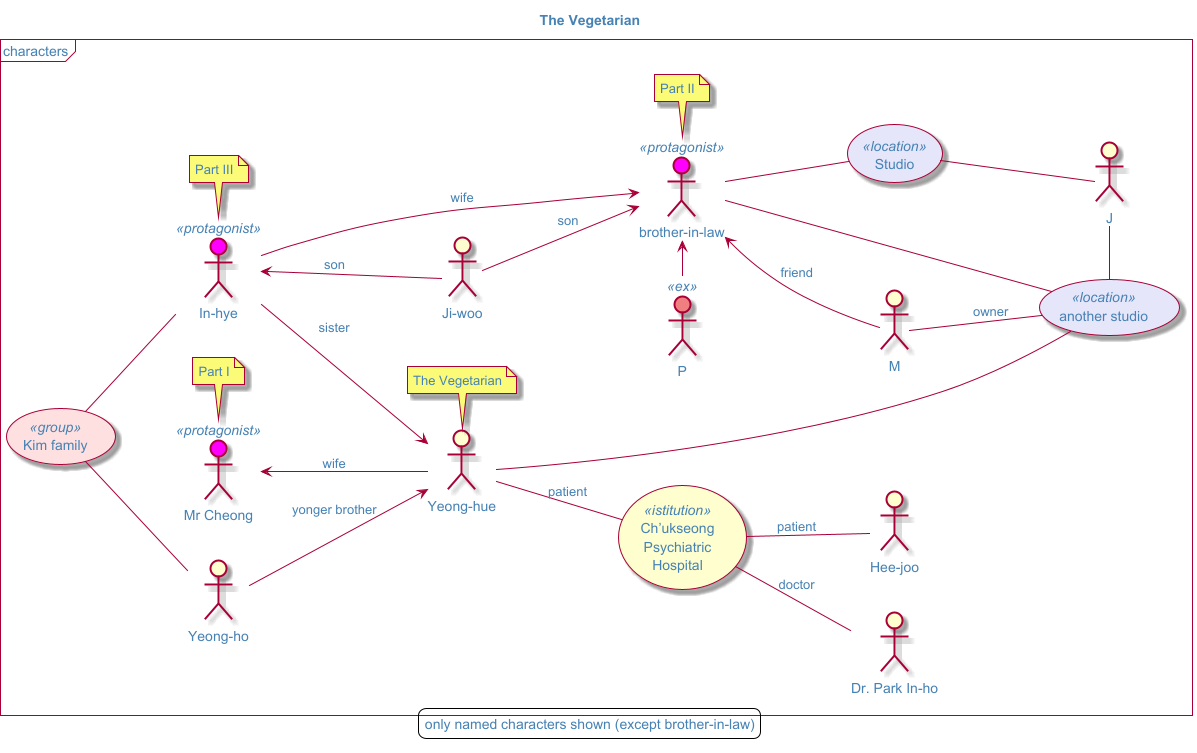 The Vegetarian
characters
Part II
«protagonist»
brother-in-law
«location»
Studio
J
Part III
«protagonist»
In-hye
wife
son
son
Ji-woo
sister
«ex»
P
friend
M
owner
«location»
another studio
Part I
«protagonist»
Mr Cheong
The Vegetarian
Yeong-hue
wife
«group»
Kim family
yonger brother
Yeong-ho
patient
«istitution»
Ch’ukseong
Psychiatric
Hospital
patient
Hee-joo
doctor
Dr. Park In-ho
only named characters shown (except brother-in-law)